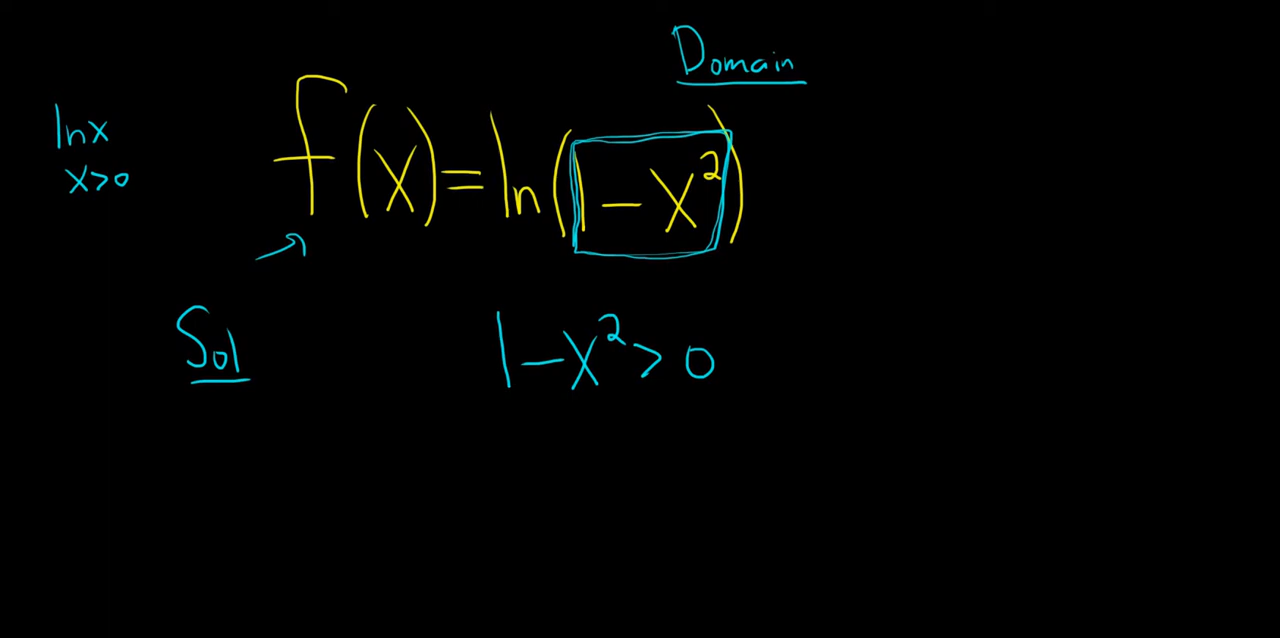 Domain
ln x
x>0
f(x)=ln(1-x²)
Sol
1-x²>0